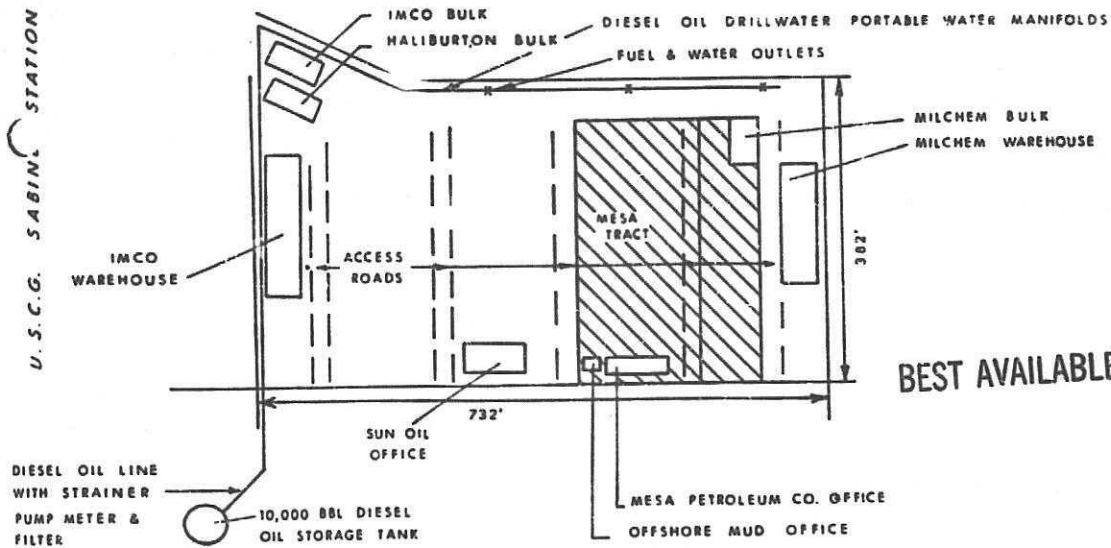 IMCO BULK
HALIBURTON BULK
DIESEL OIL DRILLWATER PORTABLE WATER MANIFOLDS
FUEL & WATER OUTLETS
U.S.C.G. SABINE STATION
MILCHEM BULK
MILCHEM WAREHOUSE
MESA
TRACT
382'
IMCO
WAREHOUSE
ACCESS
ROADS
BEST AVAILABLE
732'
SUN OIL
OFFICE
DIESEL OIL LINE
WITH STRAINER
PUMP METER &
FILTER
10,000 BBL DIESEL
OIL STORAGE TANK
MESA PETROLEUM CO. OFFICE
OFFSHORE MUD OFFICE